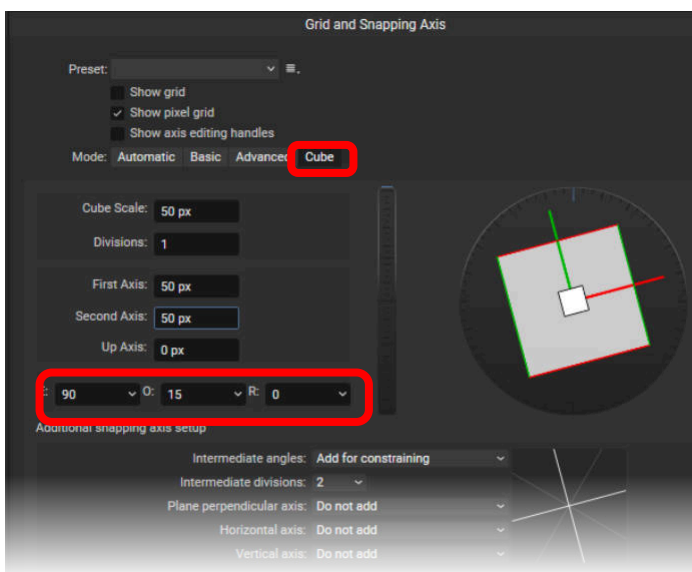 Grid and Snapping Axis
Preset:
Show grid
Show pixel grid
Show axis editing handles
Mode: Automatic Basic Advanced Cube
Cube Scale: 50 px
Divisions: 1
First Axis: 50 px
Second Axis: 50 px
Up Axis: 0 px
90 O: 15 R: 0
Additional snapping axis setup
Intermediate angles: Add for constraining
Intermediate divisions: 2
Plane perpendicular axis: Do not add
Horizontal axis: Do not add
Vertical axis: Do not add